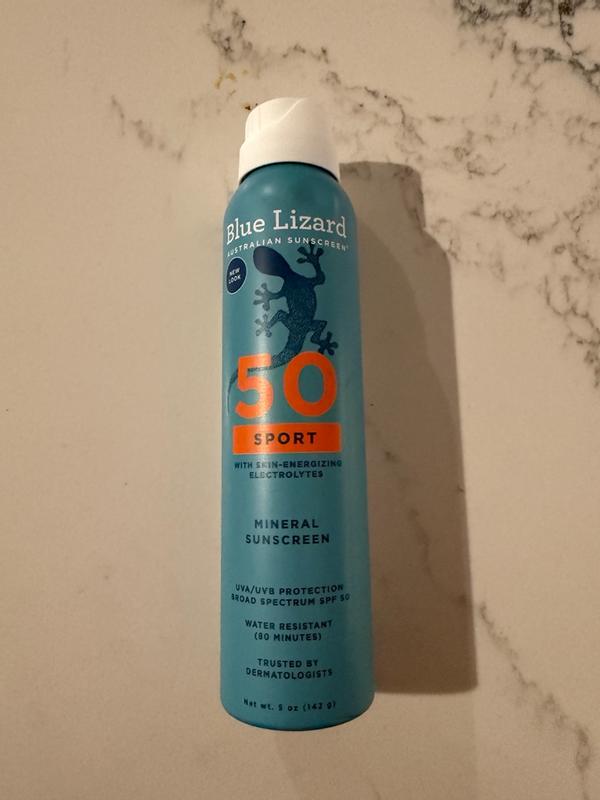 Blue Lizard
AUSTRALIAN SUNSCREEN®
NEW
LOOK
50
SPORT
WITH SKIN-ENERGIZING
ELECTROLYTES
MINERAL
SUNSCREEN
UVA/UVB PROTECTION
BROAD SPECTRUM SPF 50
WATER RESISTANT
(80 MINUTES)
TRUSTED BY
DERMATOLOGISTS
Net wt. 5 oz (142 g)